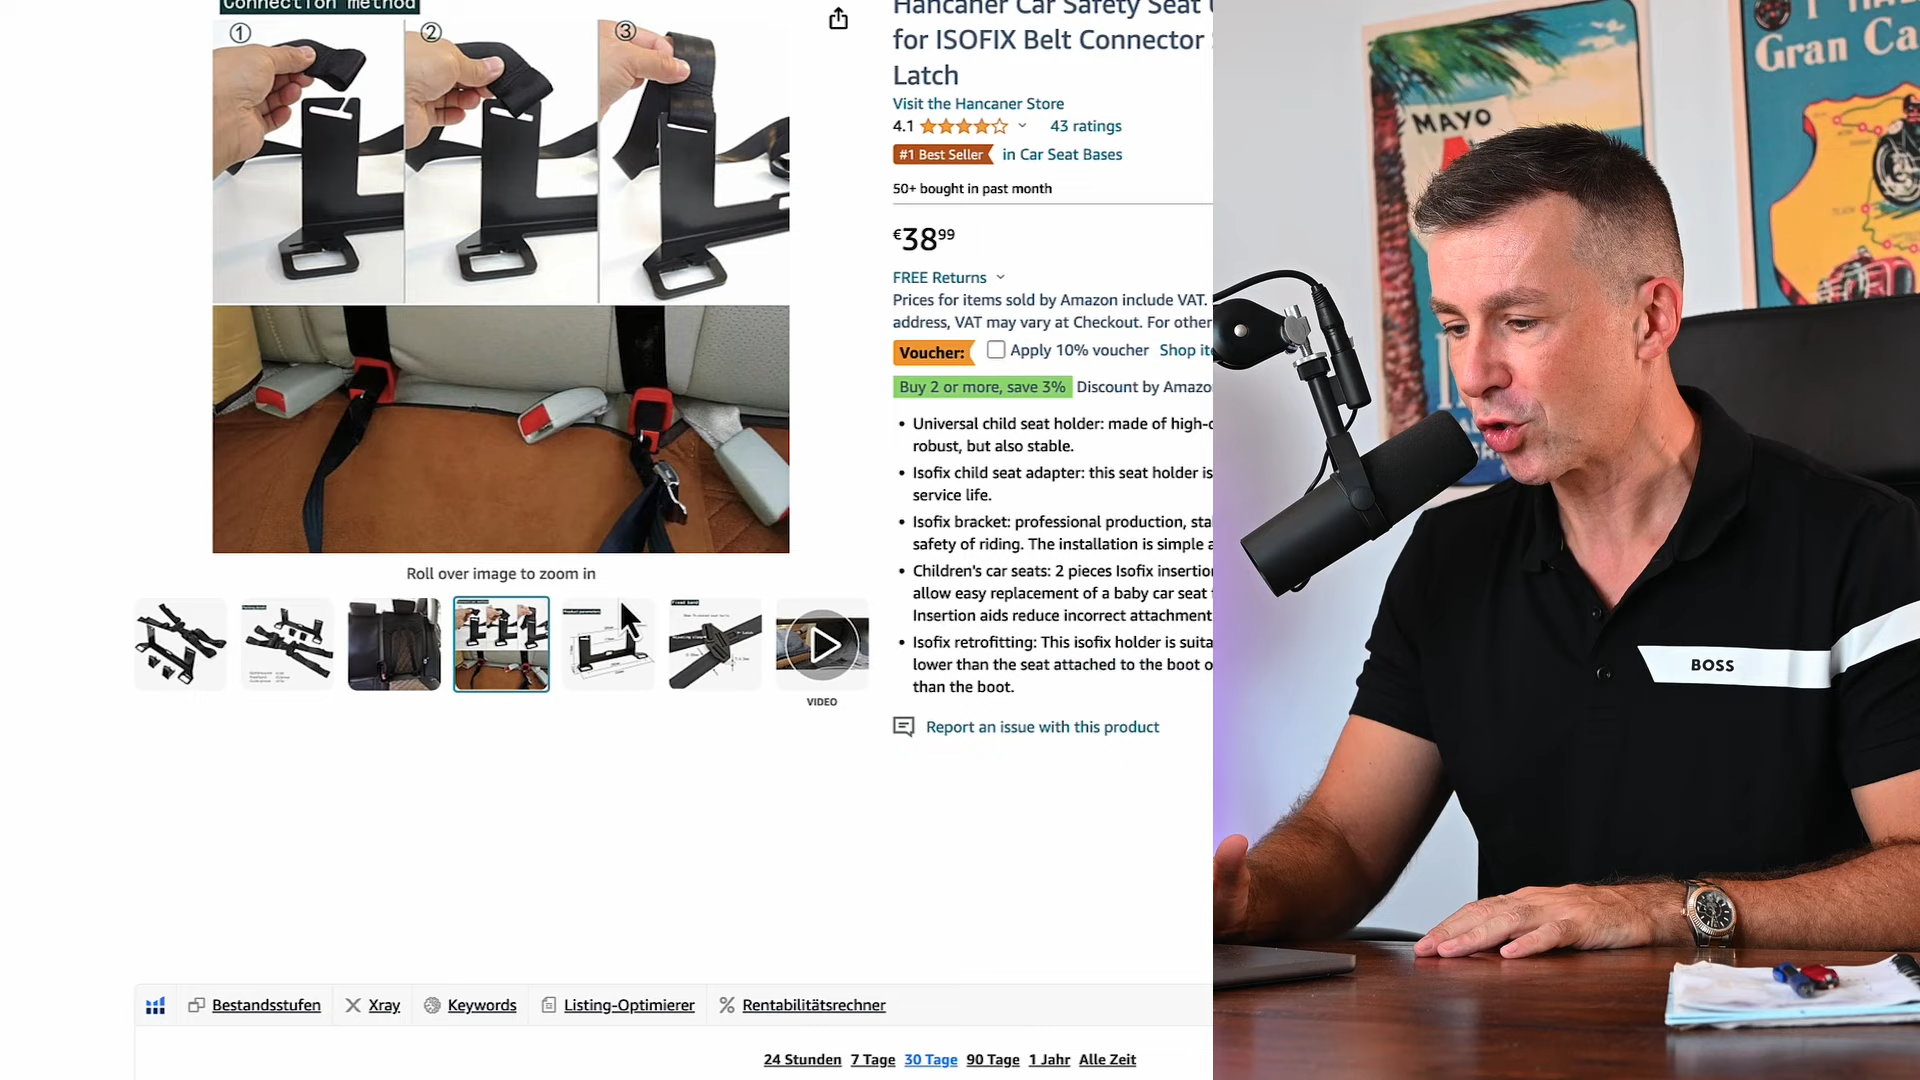 Connection method
① ② ③
Hancaner Car Safety Seat
for ISOFIX Belt Connector
Latch
Visit the Hancaner Store
4.1 43 ratings
#1 Best Seller in Car Seat Bases
50+ bought in past month
€38⁹⁹
FREE Returns
Prices for items sold by Amazon include VAT.
address, VAT may vary at Checkout. For other
Voucher: Apply 10% voucher Shop
Buy 2 or more, save 3% Discount by
• Universal child seat holder: made of
robust, but also stable.
• Isofix child seat adapter: this seat holder is
service life.
• Isofix bracket: professional production,
safety of riding. The installation is simple
• Children's car seats: 2 pieces Isofix
allow easy replacement of a baby car seat
Insertion aids reduce incorrect attachment
• Isofix retrofitting: This isofix holder is
lower than the seat attached to the boot
than the boot.
Report an issue with this product
Roll over image to zoom in
VIDEO
Bestandsstufen Xray Keywords Listing-Optimierer Rentabilitätsrechner
24 Stunden 7 Tage 30 Tage 90 Tage 1 Jahr Alle Zeit
MAYO
Gran
BOSS